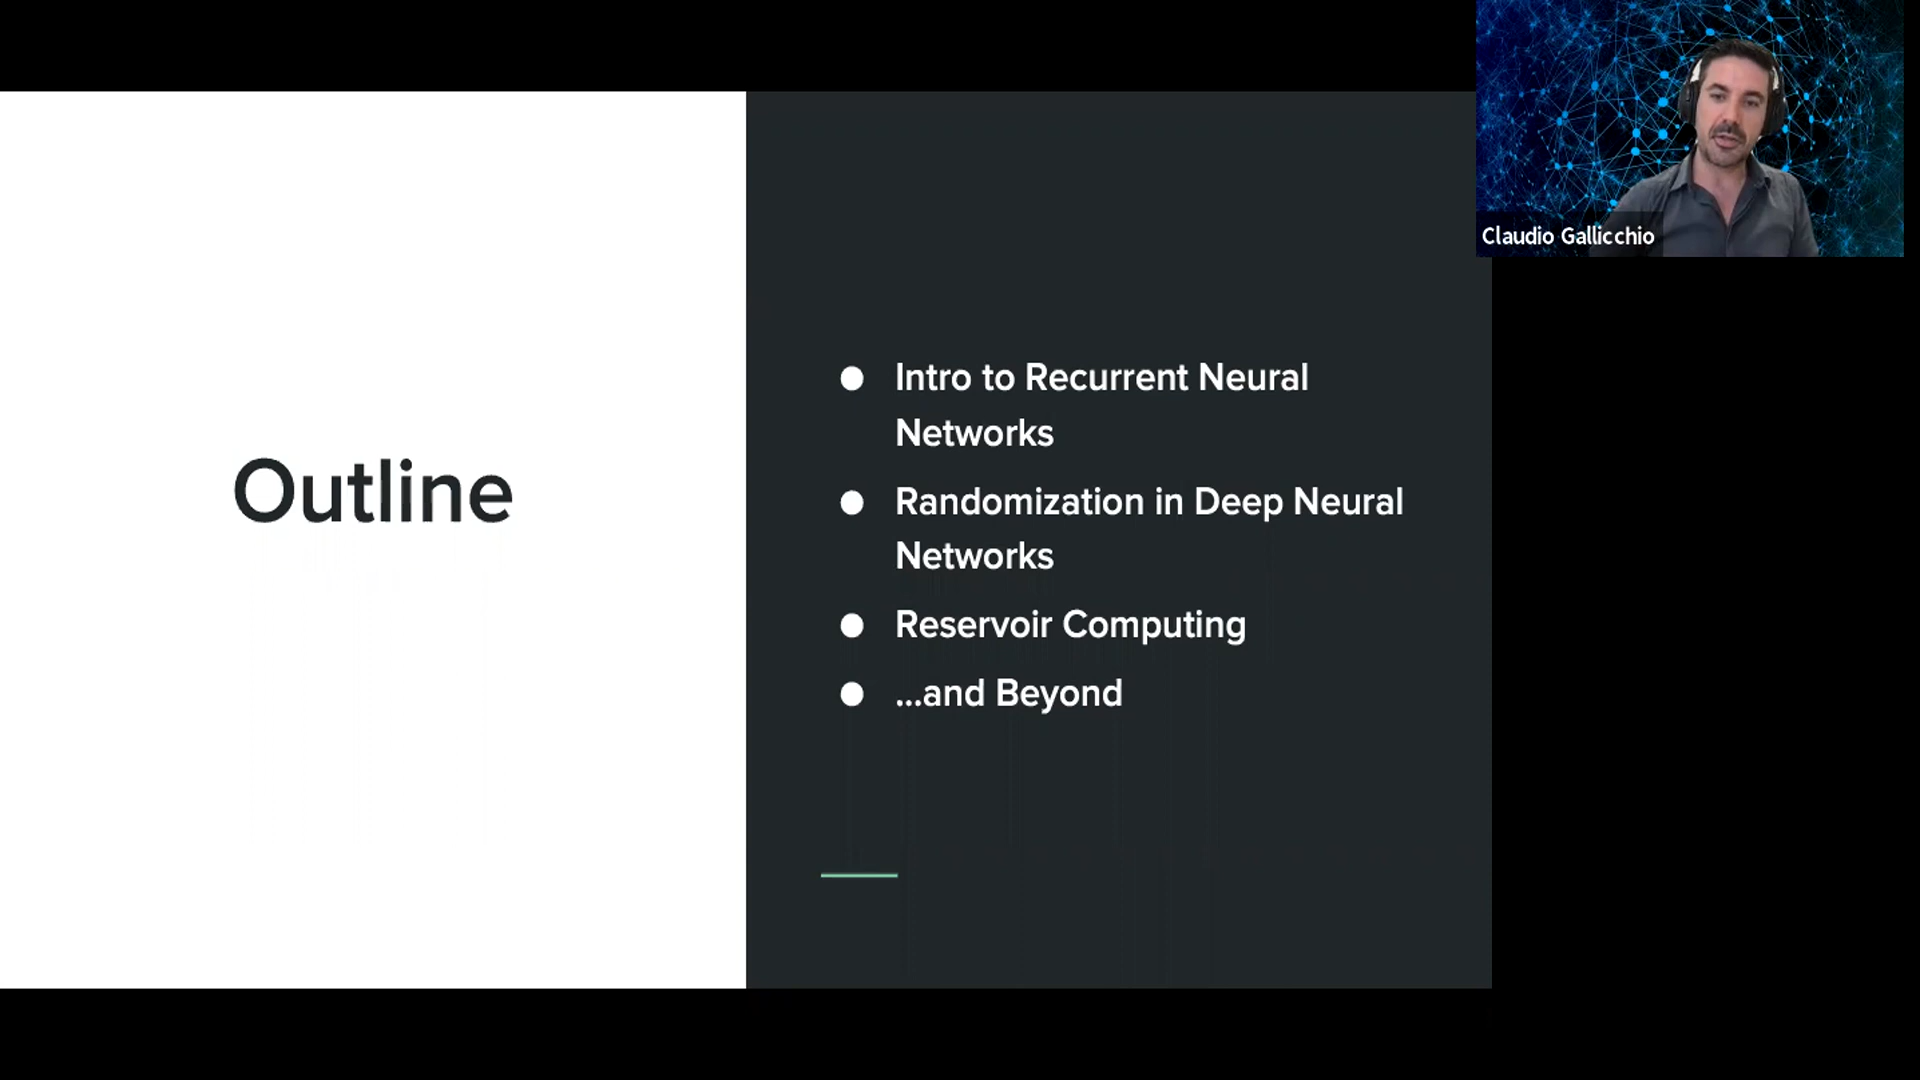 Outline
● Intro to Recurrent Neural
Networks
● Randomization in Deep Neural
Networks
● Reservoir Computing
● ...and Beyond
Claudio Gallicchio